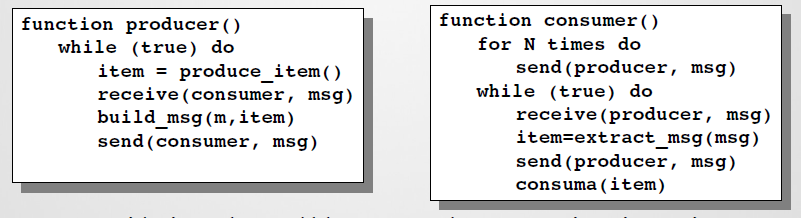 function producer()
while (true) do
item = produce_item()
receive(consumer, msg)
build_msg(m,item)
send(consumer, msg)
function consumer()
for N times do
send(producer, msg)
while (true) do
receive(producer, msg)
item=extract_msg(msg)
send(producer, msg)
consuma(item)